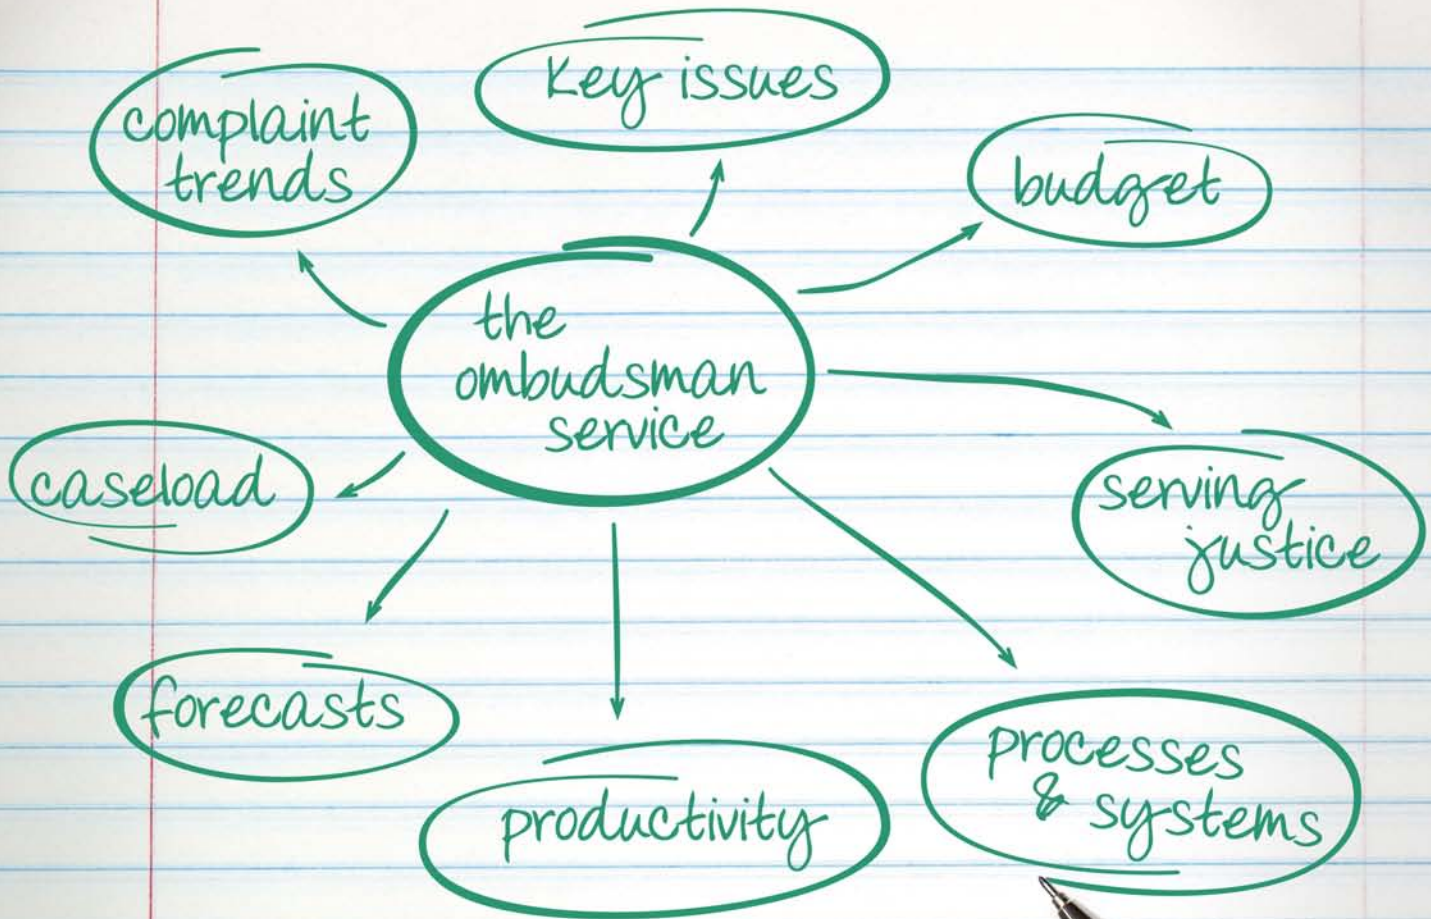 Key issues
complaint
trends
budget
the
ombudsman
service
caseload
serving
justice
forecasts
processes
& systems
productivity